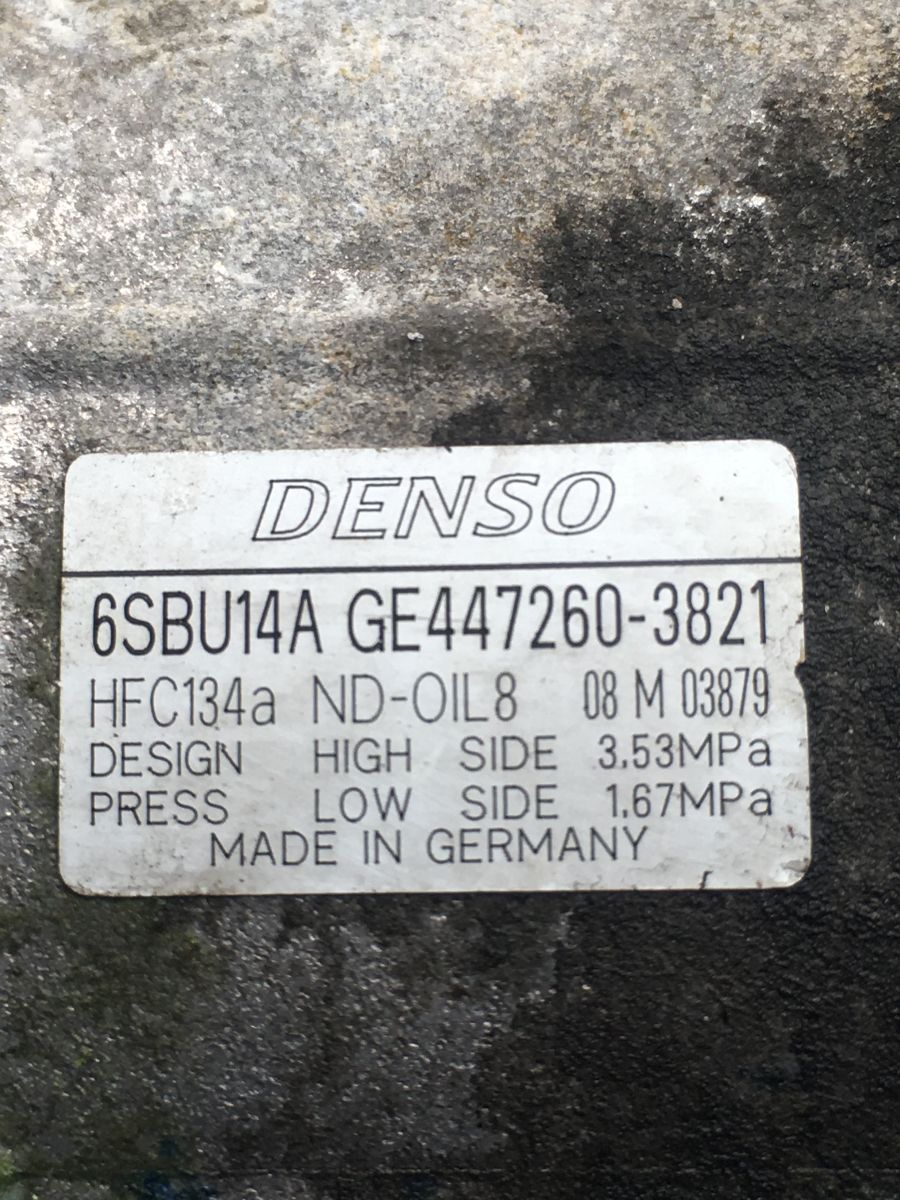 DENSO
6SBU14A GE447260-3821
HFC134a ND-OIL8 08 M 03879
DESIGN HIGH SIDE 3.53MPa
PRESS LOW SIDE 1.67MPa
MADE IN GERMANY